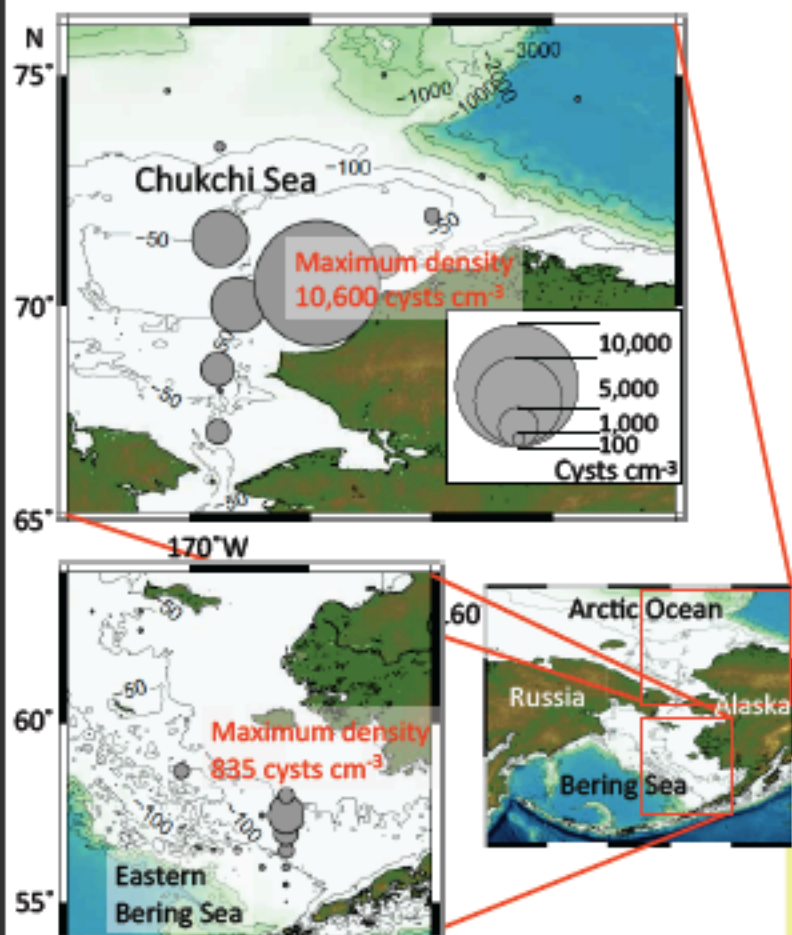 N
75°
-3000
-2000
-1000
-1000
-100
Chukchi Sea
-50
-50
Maximum density
10,600 cysts cm-3
70°
-50
10,000
5,000
1,000
100
Cysts cm-3
-50
65°
170°W
-50
-50
160
Arctic Ocean
Russia
Alaska
60°
Maximum density
835 cysts cm-3
Bering Sea
-100
-100
Eastern
Bering Sea
55°